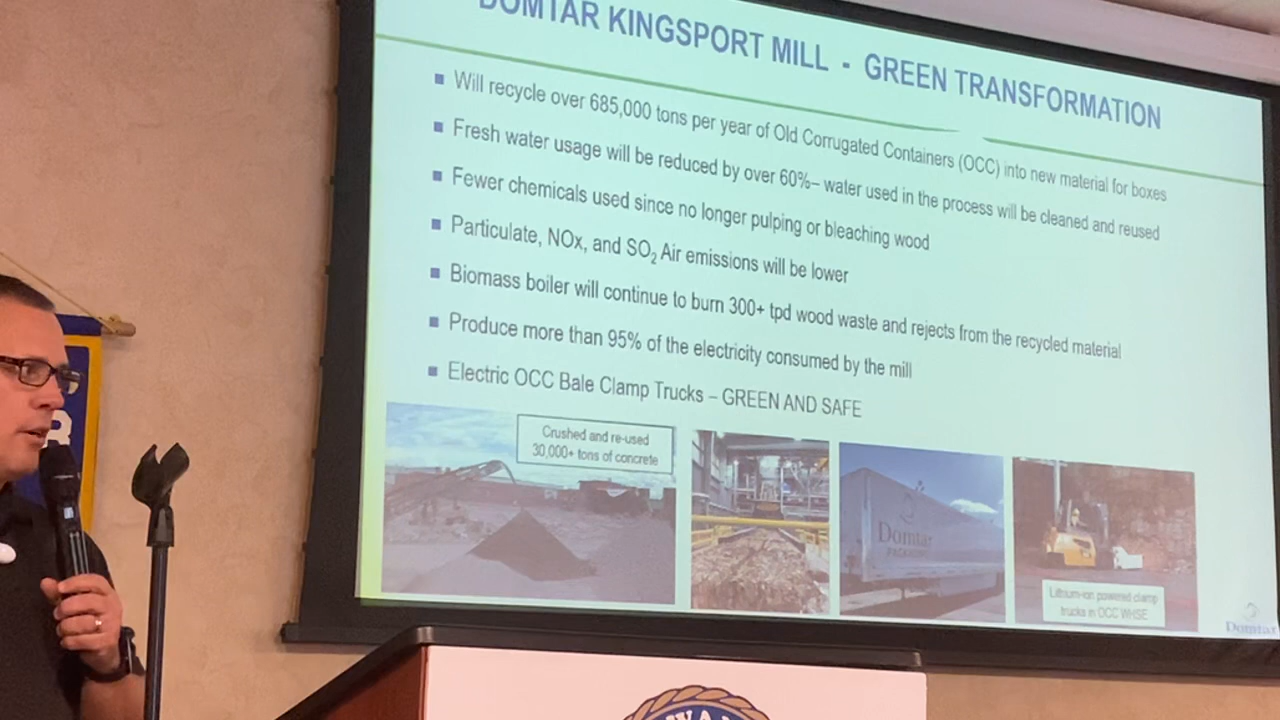 DOMTAR KINGSPORT MILL - GREEN TRANSFORMATION
Will recycle over 685,000 tons per year of Old Corrugated Containers (OCC) into new material for boxes
Fresh water usage will be reduced by over 60%– water used in the process will be cleaned and reused
Fewer chemicals used since no longer pulping or bleaching wood
Particulate, NOx, and SO₂ Air emissions will be lower
Biomass boiler will continue to burn 300+ tpd wood waste and rejects from the recycled material
Produce more than 95% of the electricity consumed by the mill
Electric OCC Bale Clamp Trucks – GREEN AND SAFE
Crushed and re-used
30,000+ tons of concrete
Domtar
PACKAGING
Lithium-ion powered clamp
trucks in OCC WHSE
Domtar